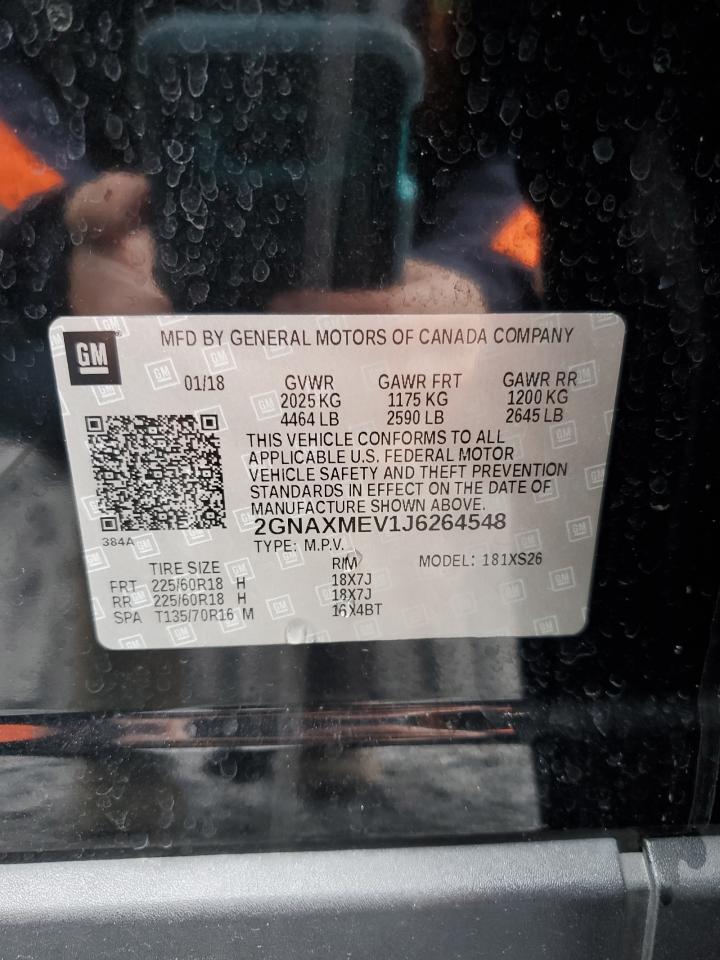 MFD BY GENERAL MOTORS OF CANADA COMPANY
GM
01/18 GVWR GAWR FRT GAWR RR
2025 KG 1175 KG 1200 KG
4464 LB 2590 LB 2645 LB
THIS VEHICLE CONFORMS TO ALL
APPLICABLE U.S. FEDERAL MOTOR
VEHICLE SAFETY AND THEFT PREVENTION
STANDARDS IN EFFECT ON THE DATE OF
MANUFACTURE SHOWN ABOVE.
2GNAXMEV1J6264548
384A
TYPE: M.P.V. MODEL: 181XS26
TIRE SIZE RIM
FRT 225/60R18 H 18X7J
RR 225/60R18 H 18X7J
SPA T135/70R16 M 16X4BT